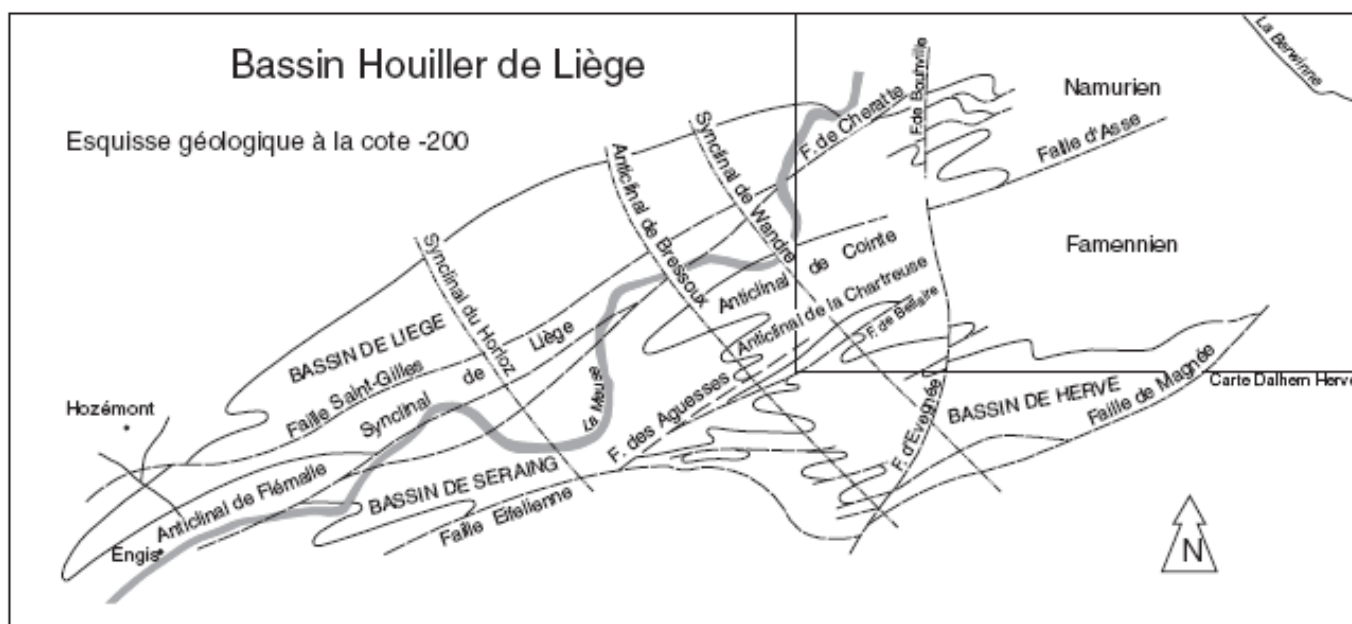 Bassin Houiller de Liège
Esquisse géologique à la cote -200
La Berwinne
Namurien
F. de Bouhville
F. de Cheratte
Faille d'Asse
Synclinal de Wandre
Anticlinal de Bressoux
Synclinal du Horloz
Famennien
Anticlinal de Cointe
Anticlinal de la Chartreuse
F. de Bellaire
BASSIN DE LIEGE
Faille Saint-Gilles
Synclinal de Liège
La Meuse
Hozémont
F. des Aguesses
Carte Dalhem Herve
BASSIN DE HERVE
Faille de Magnée
F. d'Evegnée
BASSIN DE SERAING
Anticlinal de Flémalle
Faille Eifelienne
Engis
N